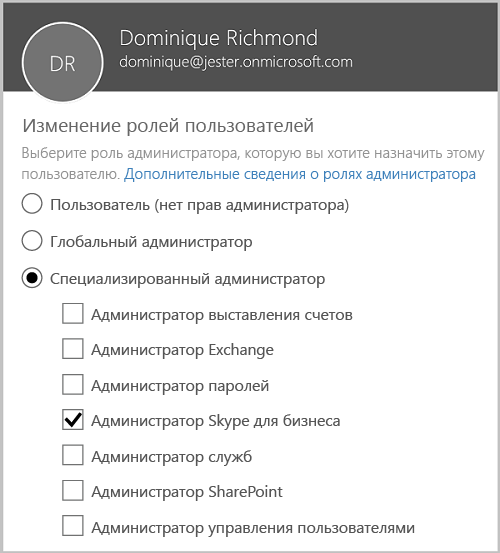 DR
Dominique Richmond
dominique@jester.onmicrosoft.com
Изменение ролей пользователей
Выберите роль администратора, которую вы хотите назначить этому
пользователю. Дополнительные сведения о ролях администратора
Пользователь (нет прав администратора)
Глобальный администратор
Специализированный администратор
Администратор выставления счетов
Администратор Exchange
Администратор паролей
Администратор Skype для бизнеса
Администратор служб
Администратор SharePoint
Администратор управления пользователями